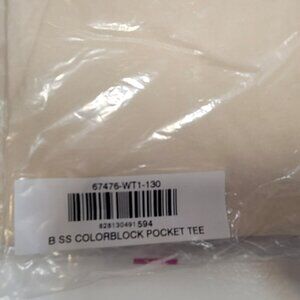 67476-WT1-130
828130491594
B SS COLORBLOCK POCKET TEE